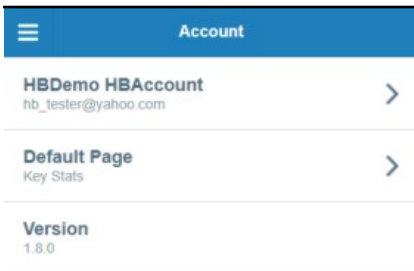 Account
HBDemo HBAccount
hb_tester@yahoo.com
Default Page
Key Stats
Version
1.8.0